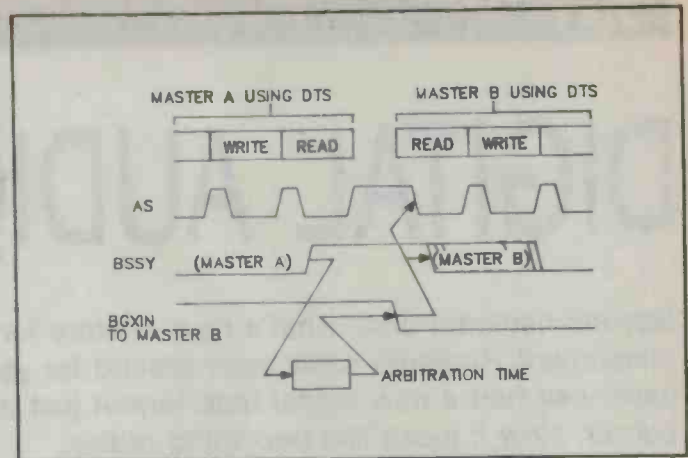 MASTER A USING DTS
MASTER B USING DTS
WRITE READ
READ WRITE
AS
BSSY
(MASTER A)
(MASTER B)
BGXIN
TO MASTER B
ARBITRATION TIME